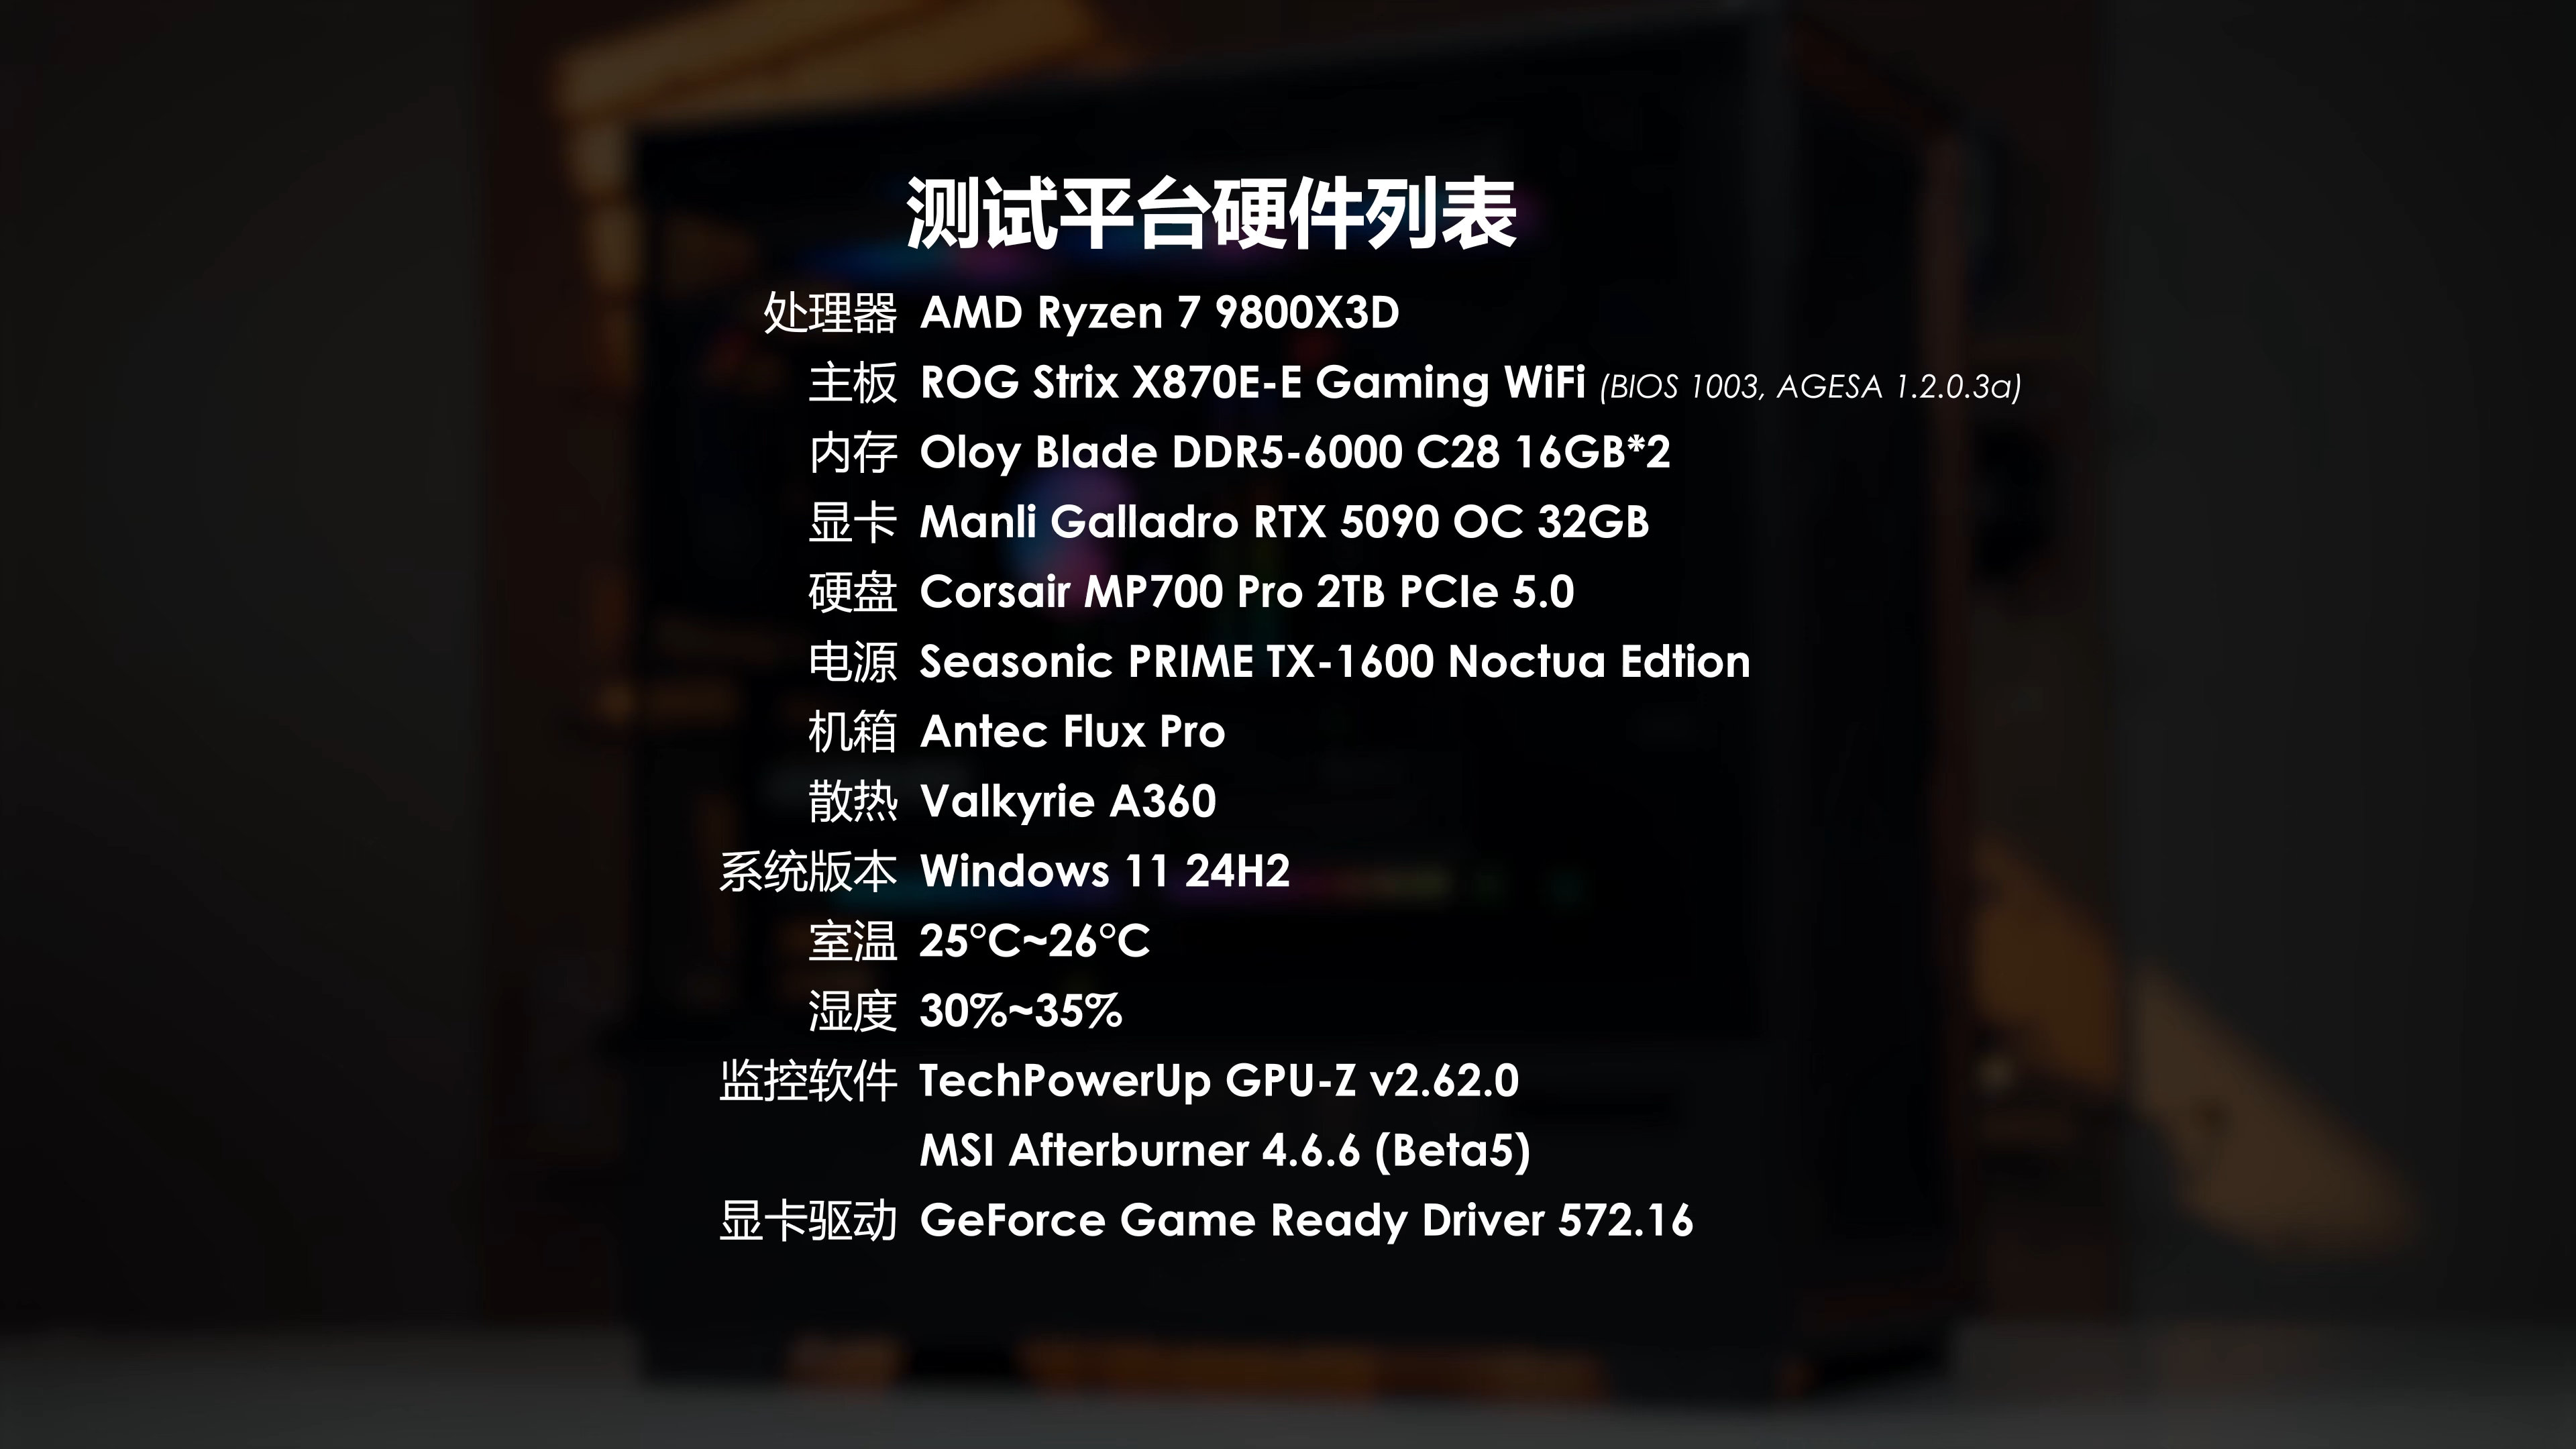 测试平台硬件列表
处理器 AMD Ryzen 7 9800X3D
主板 ROG Strix X870E-E Gaming WiFi (BIOS 1003, AGESA 1.2.0.3a)
内存 Oloy Blade DDR5-6000 C28 16GB*2
显卡 Manli Galladro RTX 5090 OC 32GB
硬盘 Corsair MP700 Pro 2TB PCIe 5.0
电源 Seasonic PRIME TX-1600 Noctua Edtion
机箱 Antec Flux Pro
散热 Valkyrie A360
系统版本 Windows 11 24H2
室温 25°C~26°C
湿度 30%~35%
监控软件 TechPowerUp GPU-Z v2.62.0
MSI Afterburner 4.6.6 (Beta5)
显卡驱动 GeForce Game Ready Driver 572.16